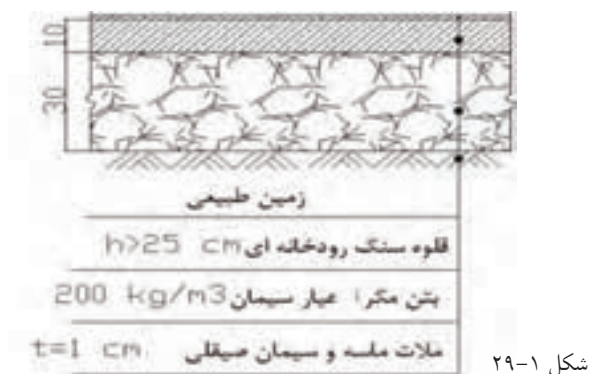 10
30
زمین طبیعی
قلوه سنگ رودخانه ای h>25 cm
بتن مگر؛ عیار سیمان 200 kg/m3
ملات ماسه و سیمان صیقلی t=1 cm
شکل ۱-۲۹